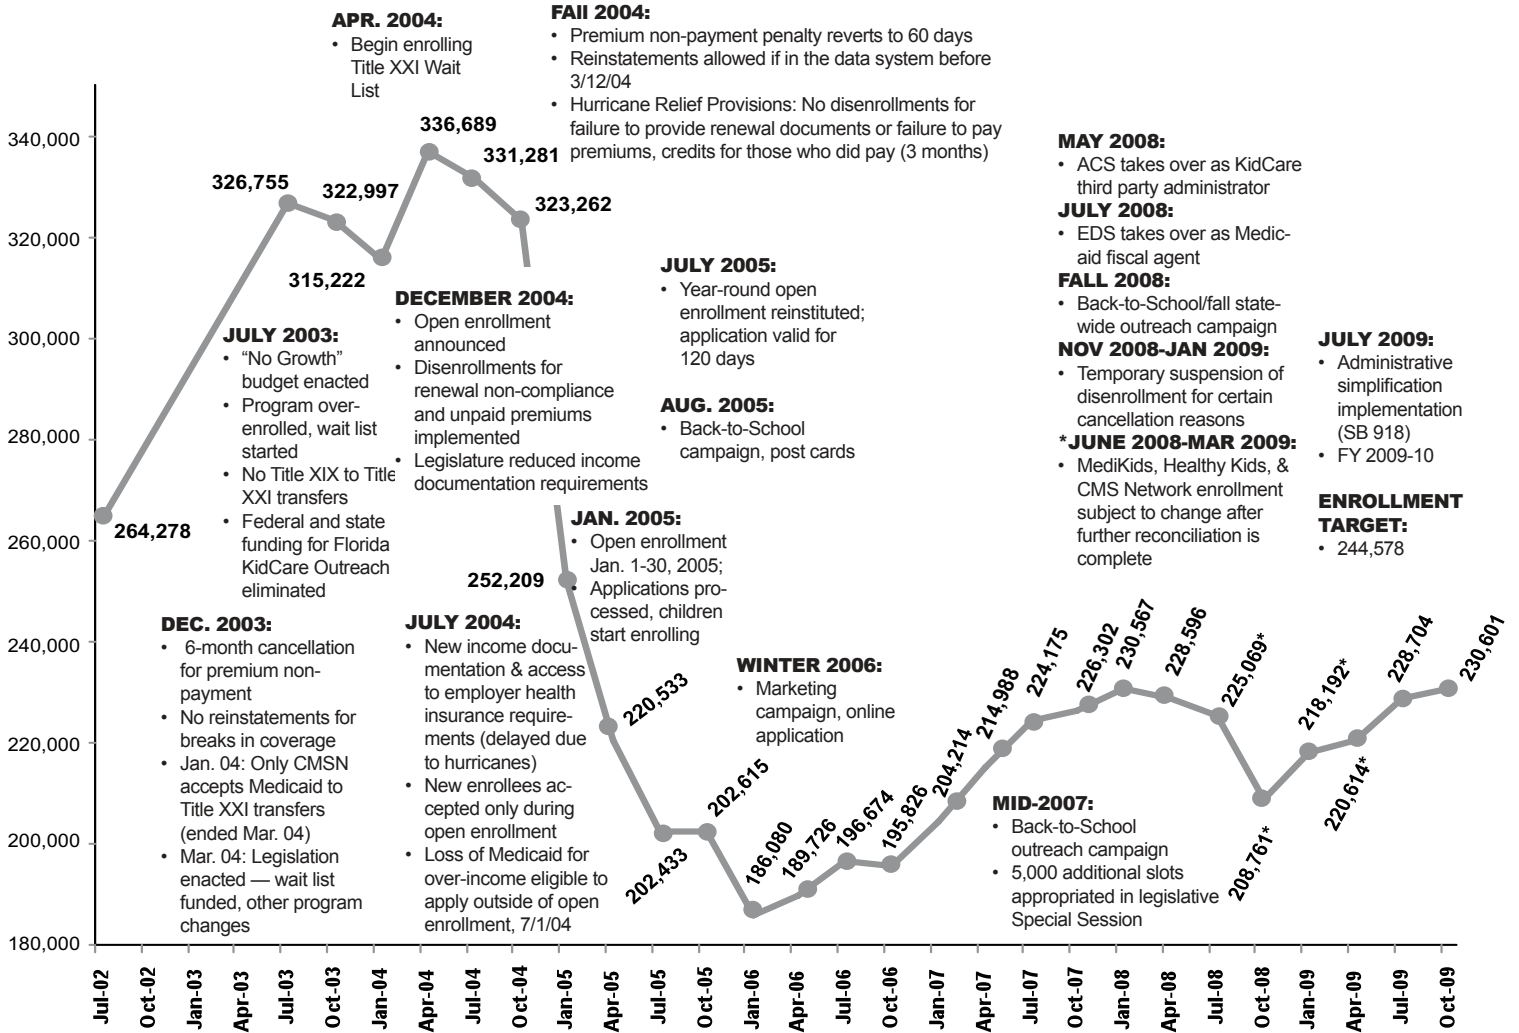 APR. 2004:
• Begin enrolling
Title XXI Wait
List
FAll 2004:
• Premium non-payment penalty reverts to 60 days
• Reinstatements allowed if in the data system before
3/12/04
• Hurricane Relief Provisions: No disenrollments for
failure to provide renewal documents or failure to pay
premiums, credits for those who did pay (3 months)
340,000
320,000
300,000
280,000
260,000
240,000
220,000
200,000
180,000
264,278
326,755
322,997
315,222
336,689
331,281
323,262
252,209
220,533
202,433
202,615
186,080
189,726
196,674
195,826
204,214
214,988
224,175
226,302
230,567
228,596
225,069*
208,761*
218,192*
220,614*
228,704
230,601
JULY 2003:
• “No Growth”
budget enacted
• Program over-
enrolled, wait list
started
• No Title XIX to Title
XXI transfers
• Federal and state
funding for Florida
KidCare Outreach
eliminated
DEC. 2003:
• 6-month cancellation
for premium non-
payment
• No reinstatements for
breaks in coverage
• Jan. 04: Only CMSN
accepts Medicaid to
Title XXI transfers
(ended Mar. 04)
• Mar. 04: Legislation
enacted — wait list
funded, other program
changes
DECEMBER 2004:
• Open enrollment
announced
• Disenrollments for
renewal non-compliance
and unpaid premiums
implemented
• Legislature reduced income
documentation requirements
JULY 2004:
• New income docu-
mentation & access
to employer health
insurance require-
ments (delayed due
to hurricanes)
• New enrollees ac-
cepted only during
open enrollment
• Loss of Medicaid for
over-income eligible to
apply outside of open
enrollment, 7/1/04
JAN. 2005:
• Open enrollment
Jan. 1-30, 2005;
• Applications pro-
cessed, children
start enrolling
JULY 2005:
• Year-round open
enrollment reinstituted;
application valid for
120 days
AUG. 2005:
• Back-to-School
campaign, post cards
WINTER 2006:
• Marketing
campaign, online
application
MID-2007:
• Back-to-School
outreach campaign
• 5,000 additional slots
appropriated in legislative
Special Session
MAY 2008:
• ACS takes over as KidCare
third party administrator
JULY 2008:
• EDS takes over as Medic-
aid fiscal agent
FALL 2008:
• Back-to-School/fall state-
wide outreach campaign
NOV 2008-JAN 2009:
• Temporary suspension of
disenrollment for certain
cancellation reasons
*JUNE 2008-MAR 2009:
• MediKids, Healthy Kids, &
CMS Network enrollment
subject to change after
further reconciliation is
complete
JULY 2009:
• Administrative
simplification
implementation
(SB 918)
• FY 2009-10
ENROLLMENT
TARGET:
• 244,578
Jul-02
Oct-02
Jan-03
Apr-03
Jul-03
Oct-03
Jan-04
Apr-04
Jul-04
Oct-04
Jan-05
Apr-05
Jul-05
Oct-05
Jan-06
Apr-06
Jul-06
Oct-06
Jan-07
Apr-07
Jul-07
Oct-07
Jan-08
Apr-08
Jul-08
Oct-08
Jan-09
Apr-09
Jul-09
Oct-09